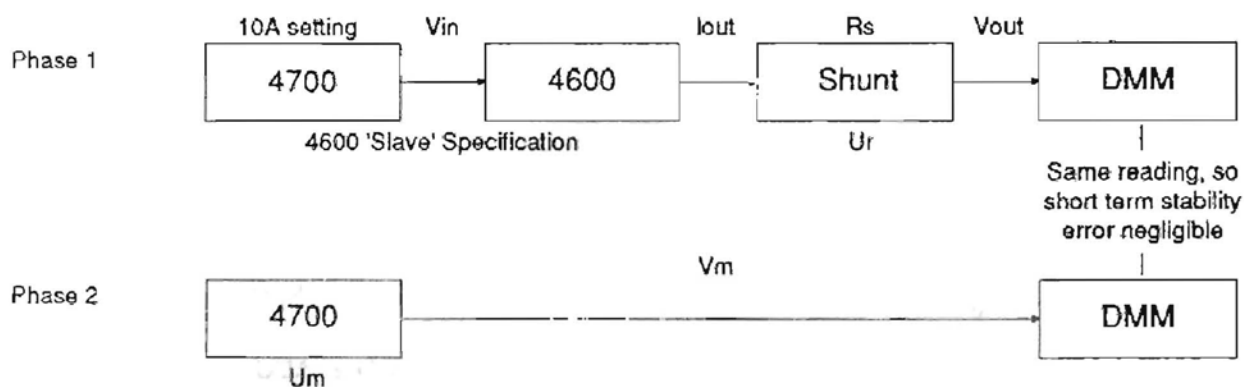 10A setting Vin Iout Rs Vout
Phase 1
4700 4600 Shunt DMM
4600 'Slave' Specification Ur
Same reading, so
short term stability
error negligible
Vm
Phase 2
4700 DMM
Um